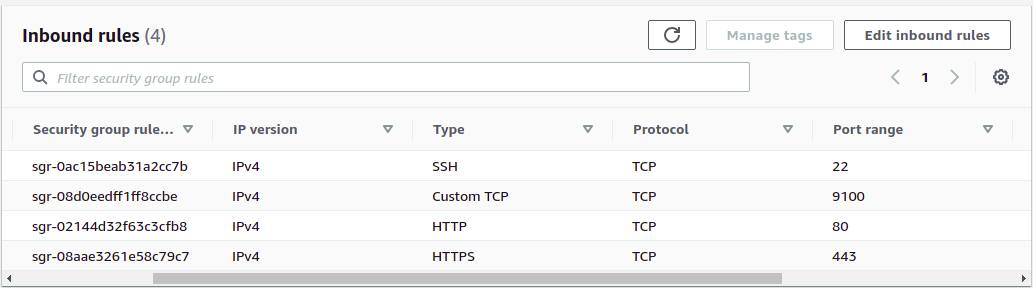 Inbound rules (4)
Manage tags
Edit inbound rules
Filter security group rules
1
Security group rule... IP version Type Protocol Port range
sgr-0ac15beab31a2cc7b IPv4 SSH TCP 22
sgr-08d0eedff1ff8ccbe IPv4 Custom TCP TCP 9100
sgr-02144d32f63c3cfb8 IPv4 HTTP TCP 80
sgr-08aae3261e58c79c7 IPv4 HTTPS TCP 443